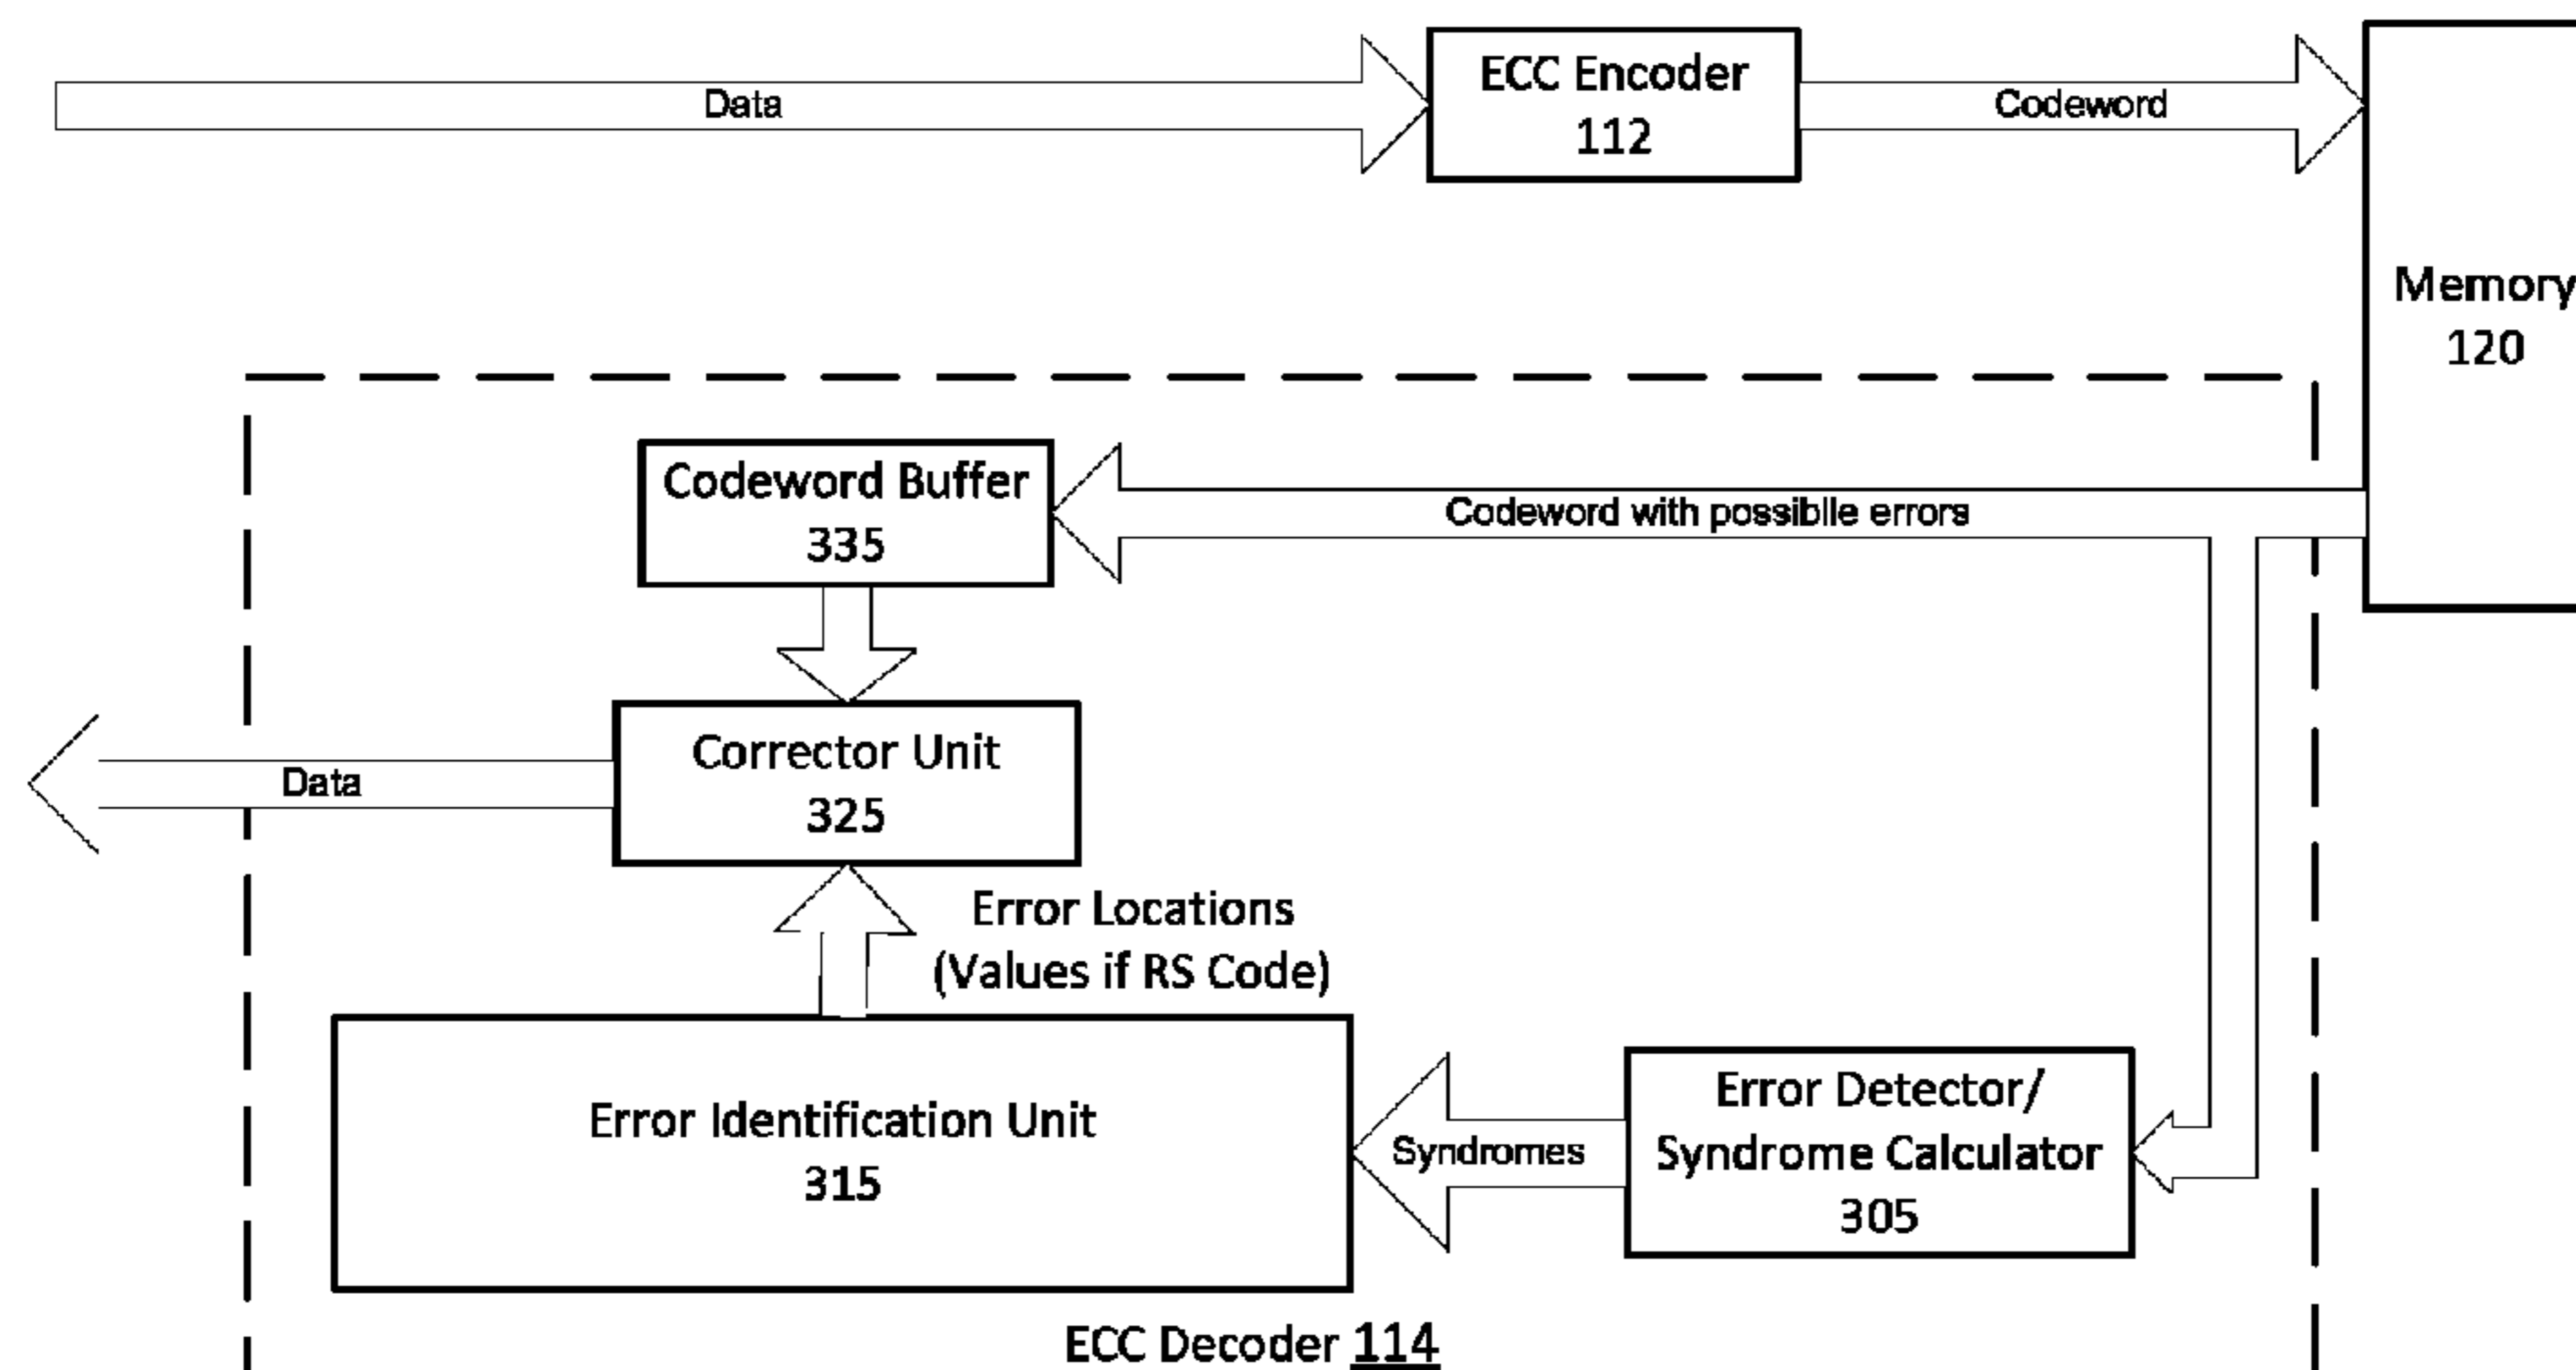 Data
ECC Encoder
112
Codeword
Memory
120
Codeword Buffer
335
Codeword with possiblle errors
Corrector Unit
325
Data
Error Locations
(Values if RS Code)
Error Identification Unit
315
Syndromes
Error Detector/
Syndrome Calculator
305
ECC Decoder 114